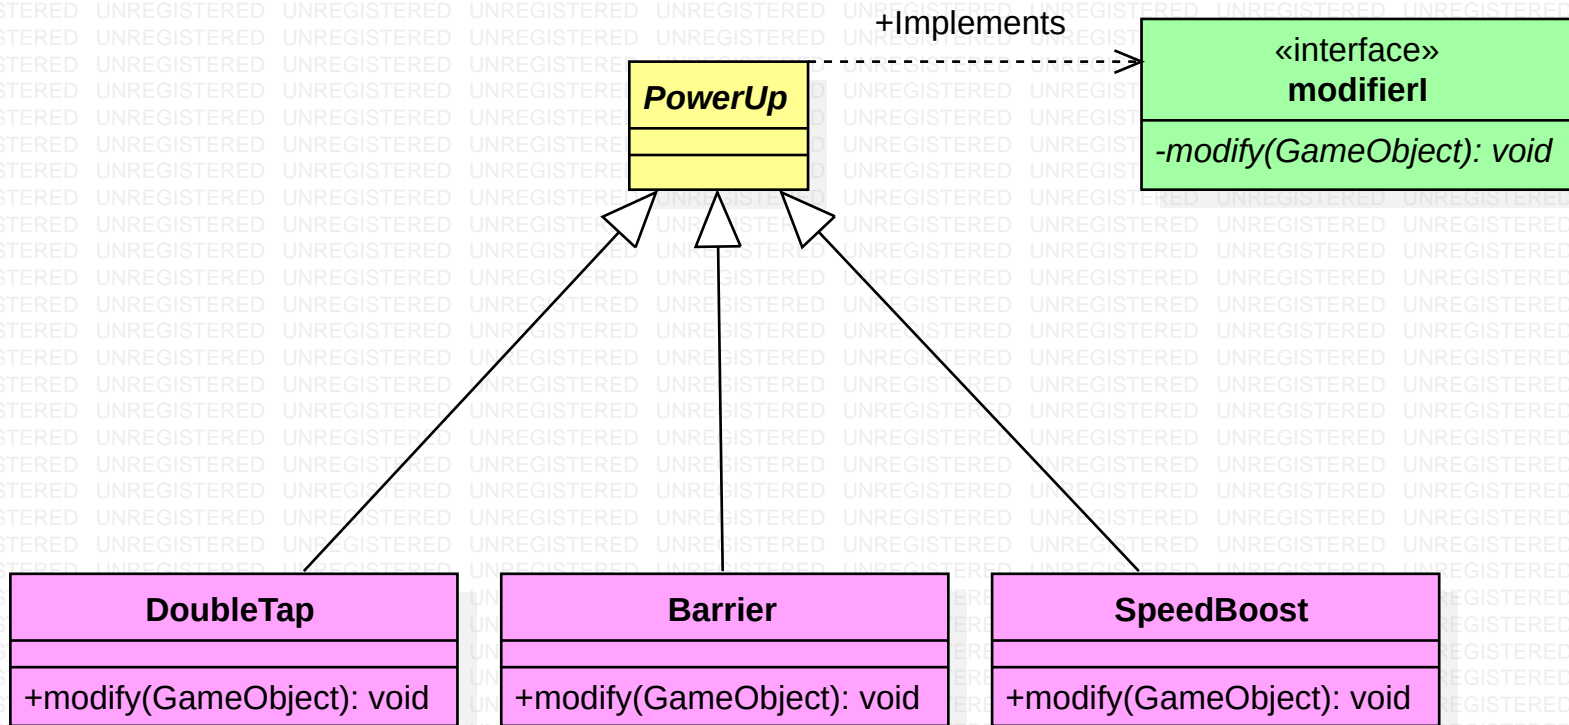 +Implements
«interface»
modifierI
-modify(GameObject): void
PowerUp
DoubleTap
+modify(GameObject): void
Barrier
+modify(GameObject): void
SpeedBoost
+modify(GameObject): void
UNREGISTERED